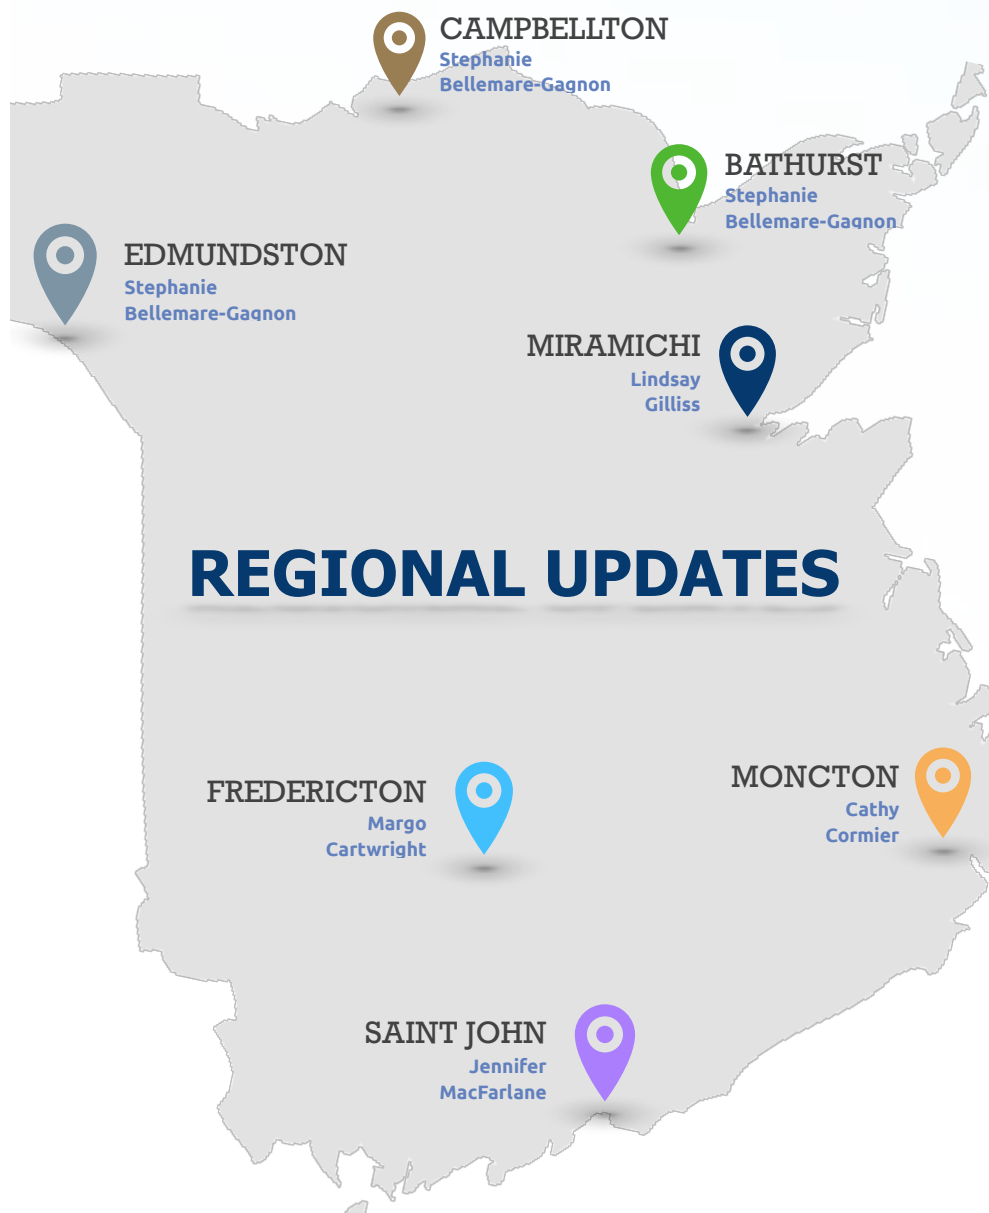 CAMPBELLTON
Stephanie
Bellemare-Gagnon
BATHURST
Stephanie
Bellemare-Gagnon
EDMUNDSTON
Stephanie
Bellemare-Gagnon
MIRAMICHI
Lindsay
Gilliss
REGIONAL UPDATES
FREDERICTON
Margo
Cartwright
MONCTON
Cathy
Cormier
SAINT JOHN
Jennifer
MacFarlane